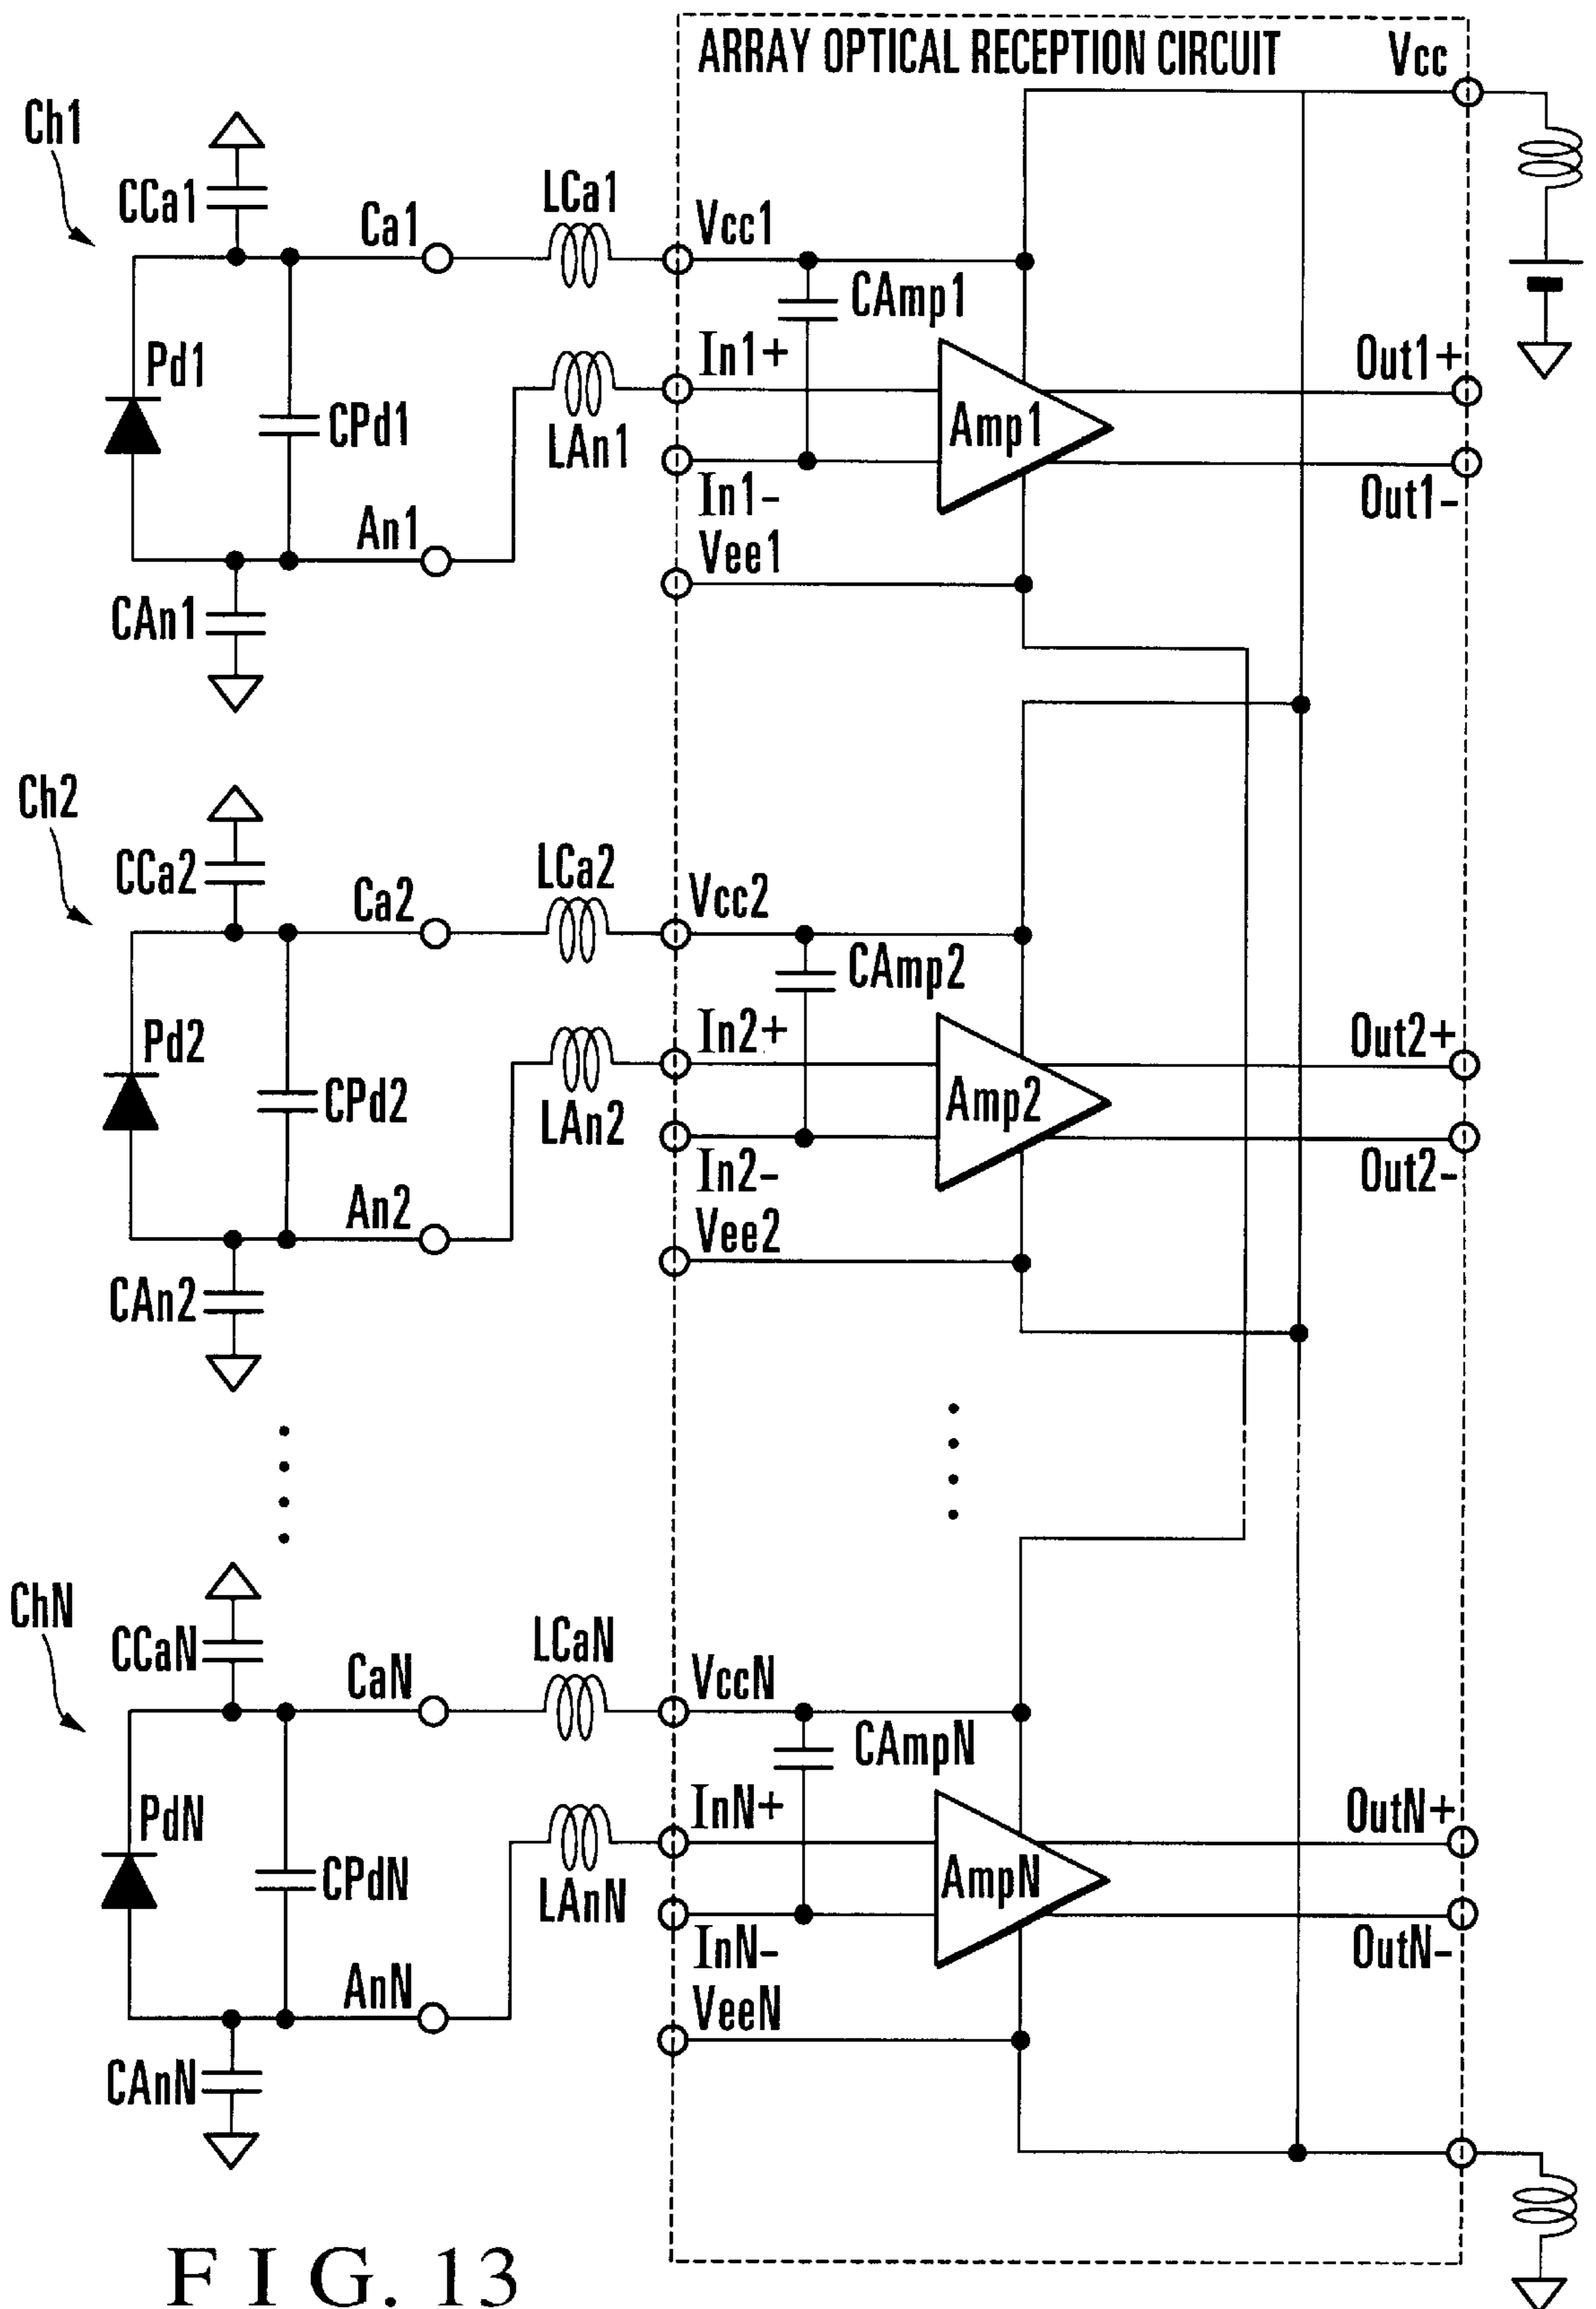 ARRAY OPTICAL RECEPTION CIRCUIT
Vcc
Ch1
CCa1
Ca1
LCa1
Vcc1
CAmp1
Pd1
CPd1
In1+
LAn1
Amp1
Out1+
In1-
Out1-
An1
Vee1
CAn1
Ch2
CCa2
Ca2
LCa2
Vcc2
CAmp2
Pd2
CPd2
In2+
LAn2
Amp2
Out2+
In2-
Out2-
An2
Vee2
CAn2
ChN
CCaN
CaN
LCaN
VccN
CAmpN
PdN
CPdN
InN+
LAnN
AmpN
OutN+
InN-
OutN-
AnN
VeeN
CAnN
FIG. 13